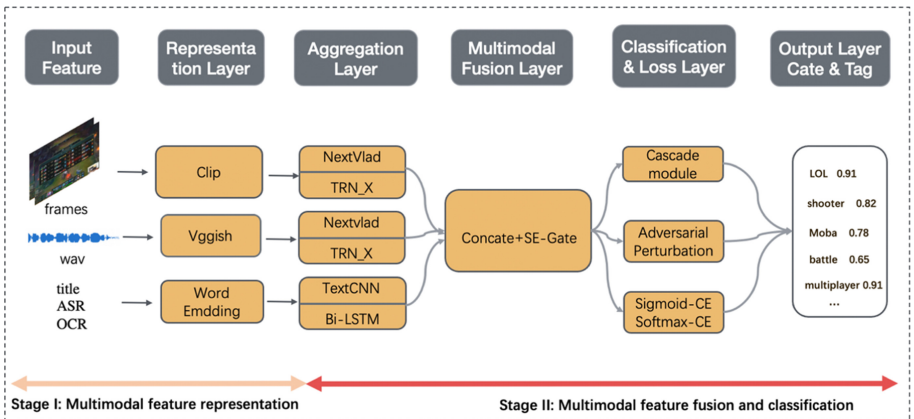 Input
Feature
Representa
tion Layer
Aggregation
Layer
Multimodal
Fusion Layer
Classification
& Loss Layer
Output Layer
Cate & Tag
frames
Clip
NextVlad
TRN_X
wav
Vggish
Nextvlad
TRN_X
title
ASR
OCR
Word
Emdding
TextCNN
Bi-LSTM
Concate+SE-Gate
Cascade
module
Adversarial
Perturbation
Sigmoid-CE
Softmax-CE
LOL 0.91
shooter 0.82
Moba 0.78
battle 0.65
multiplayer 0.91
...
Stage I: Multimodal feature representation
Stage II: Multimodal feature fusion and classification